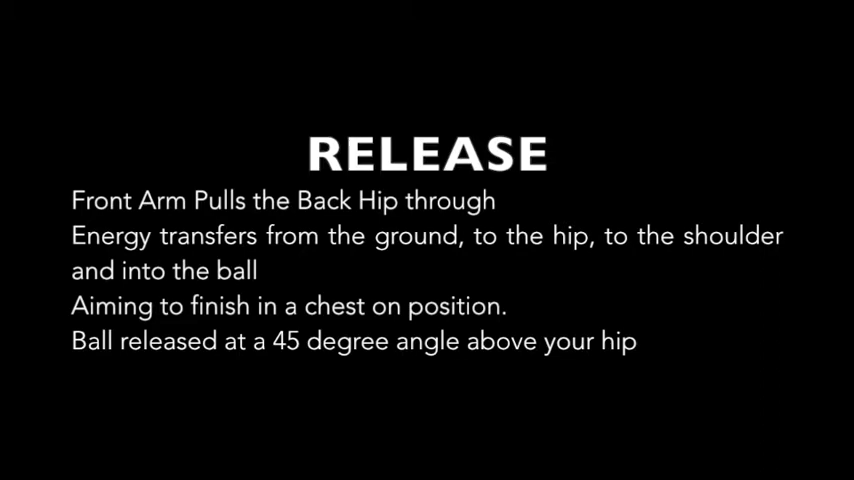 RELEASE
Front Arm Pulls the Back Hip through
Energy transfers from the ground, to the hip, to the shoulder
and into the ball
Aiming to finish in a chest on position.
Ball released at a 45 degree angle above your hip